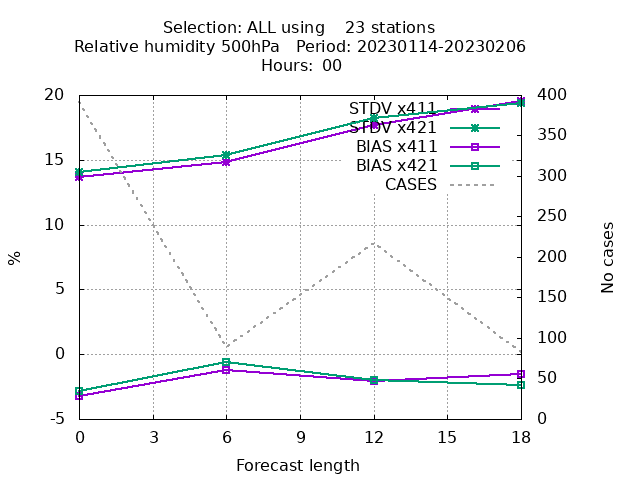 Selection: ALL using    23 stations
Relative humidity 500hPa   Period: 20230114-20230206
Hours: 00
20
15
10
5
0
-5
%
STDV x411
STDV x421
BIAS x411
BIAS x421
CASES
400
350
300
250
200
150
100
50
0
No cases
0 3 6 9 12 15 18
Forecast length